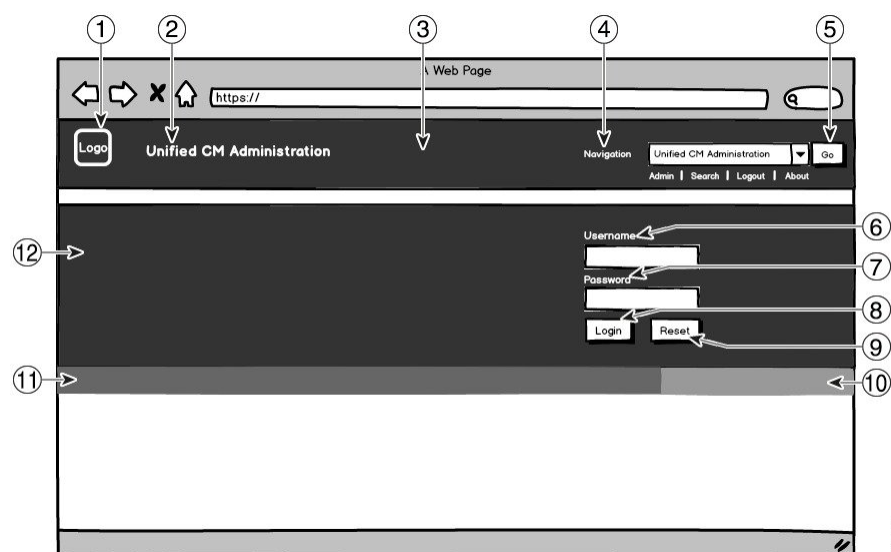 1 2 3 4 5
A Web Page
https://
Logo
Unified CM Administration
Navigation
Unified CM Administration
Go
Admin | Search | Logout | About
6
Username
12
7
Password
8
Login Reset
9
11
10